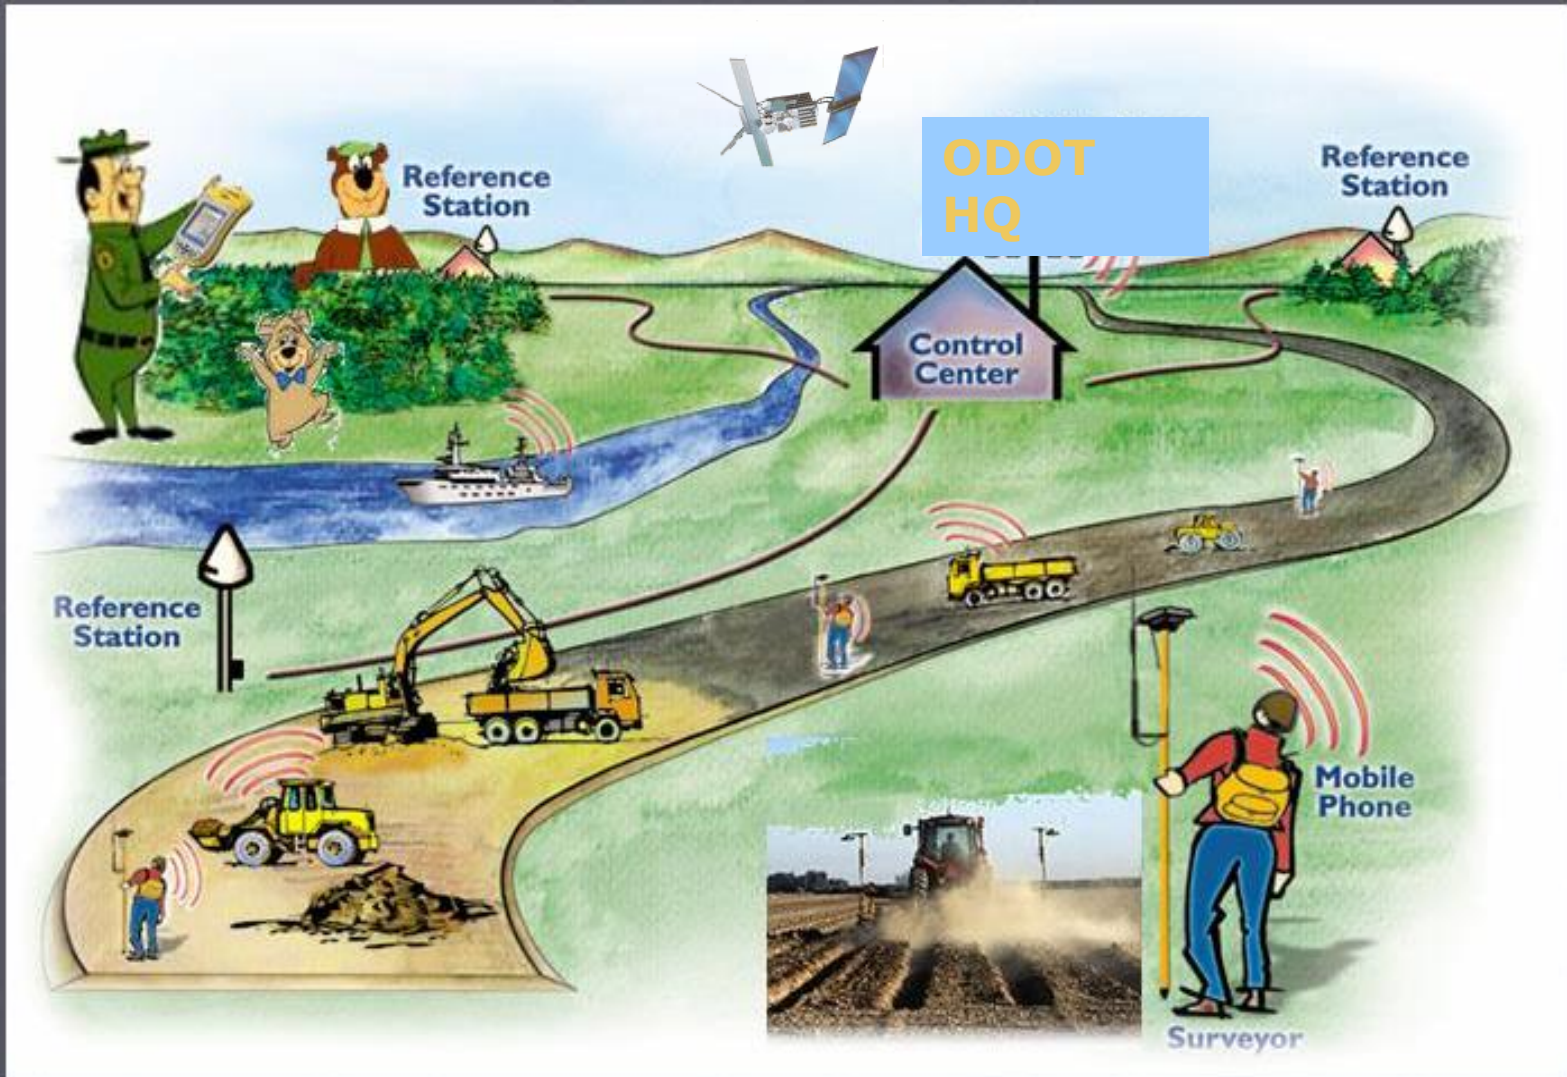 ODOT
HQ
Reference
Station
Reference
Station
Control
Center
Reference
Station
Mobile
Phone
Surveyor